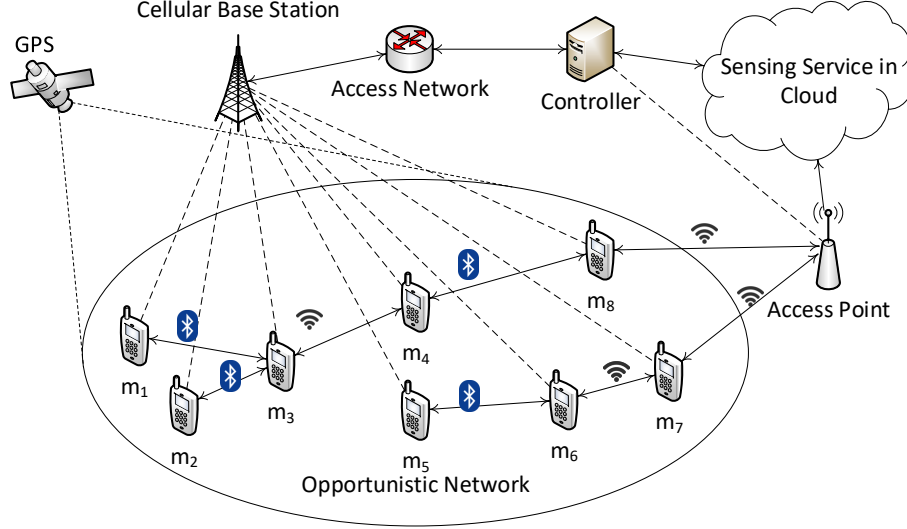 Cellular Base Station
GPS
Access Network
Controller
Sensing Service in
Cloud
Access Point
m₈
m₄
m₁
m₃
m₇
m₂
m₅
m₆
Opportunistic Network